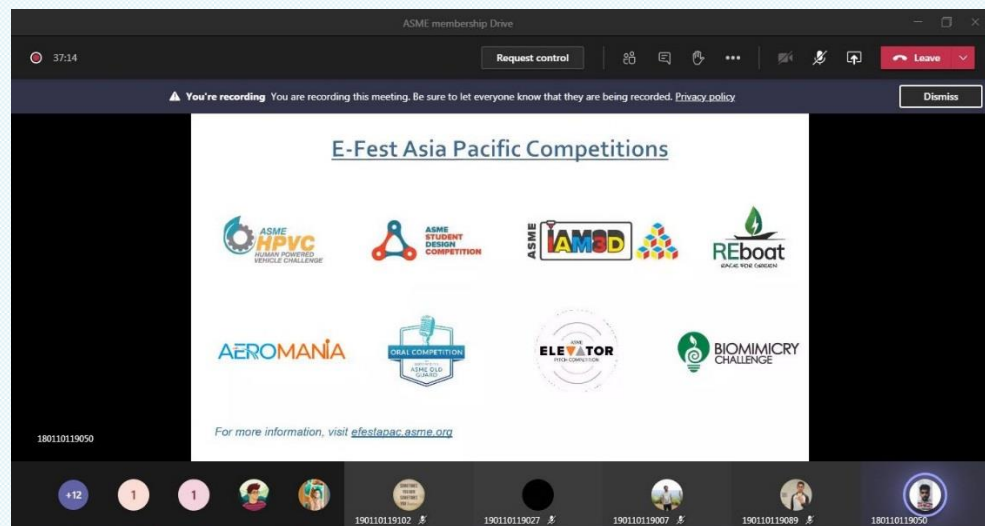 ASME membership Drive
37:14
Request control
Leave
You're recording You are recording this meeting. Be sure to let everyone know that they are being recorded. Privacy policy
Dismiss
E-Fest Asia Pacific Competitions
ASME
HPVC
HUMAN POWERED
VEHICLE CHALLENGE
ASME
STUDENT
DESIGN
COMPETITION
ASME
IAM3D
REboat
RACE FOR GREEN
AEROMANIA
ORAL COMPETITION
ASME OLD
GUARD
ASME
ELEVATOR
PITCH COMPETITION
BIOMIMICRY
CHALLENGE
For more information, visit efestapac.asme.org
180110119050
+12
1
1
190110119102
190110119027
190110119007
190110119089
180110119050